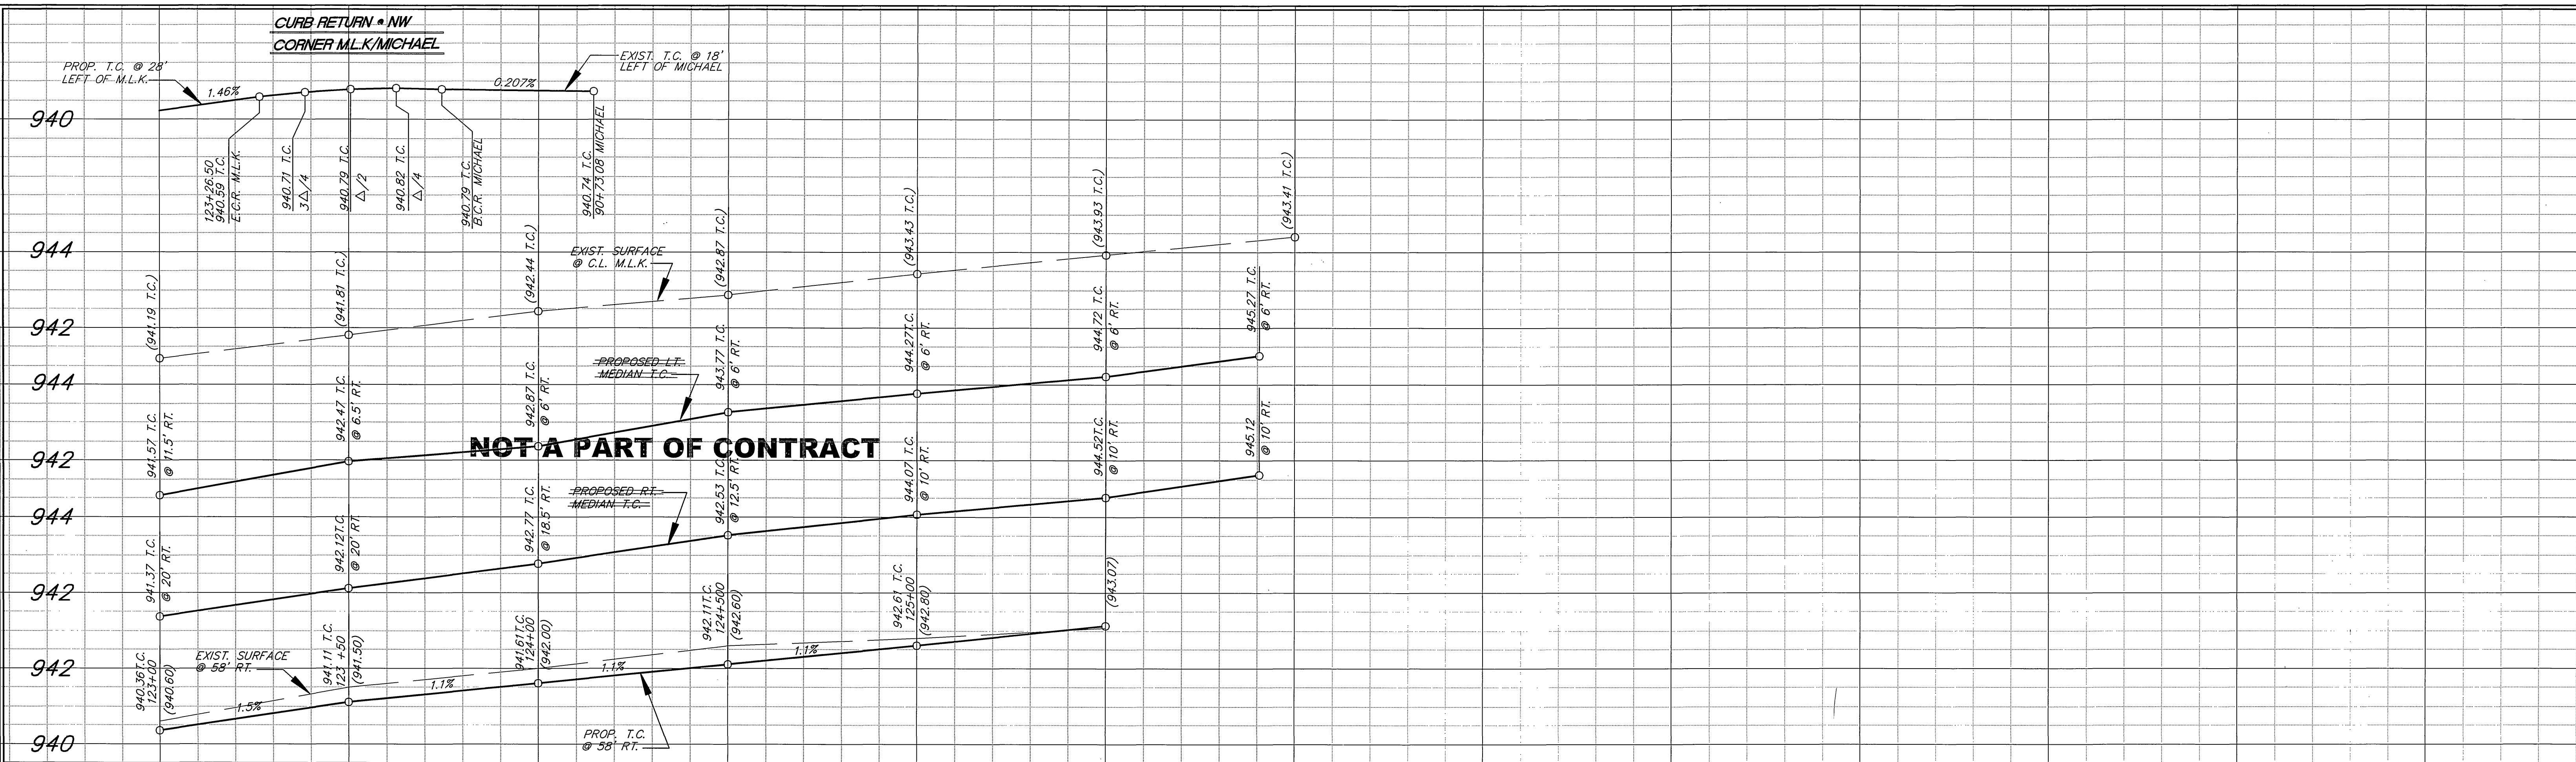 CURB RETURN @ NW
CORNER M.L.K/MICHAEL
PROP. T.C. @ 28'
LEFT OF M.L.K.
1.46%
0.207%
EXIST. T.C. @ 18'
LEFT OF MICHAEL
940
123+26.50
940.59 T.C.
E.C.R. M.L.K.
940.71 T.C.
3△/4
940.79 T.C.
△/2
940.82 T.C.
△/4
940.79 T.C.
B.C.R. MICHAEL
940.74 T.C.
90+73.08 MICHAEL
944
(941.19 T.C.)
(941.81 T.C.)
(942.44 T.C.)
EXIST. SURFACE
@ C.L. M.L.K.
(942.87 T.C.)
(943.43 T.C.)
(943.93 T.C.)
(943.41 T.C.)
942
944
941.57 T.C.
@ 11.5' RT.
942.47 T.C.
@ 6.5' RT.
942.87 T.C.
@ 6' RT.
PROPOSED LT.
MEDIAN T.C.
943.77 T.C.
@ 6' RT.
944.27T.C.
@ 6' RT.
944.72 T.C.
@ 6' RT.
945.27 T.C.
@ 6' RT.
942
NOT A PART OF CONTRACT
944
941.37 T.C.
@ 20' RT.
942.12T.C.
@ 20' RT.
942.77 T.C.
@ 18.5' RT.
PROPOSED RT.
MEDIAN T.C.
942.53 T.C.
@ 12.5' RT.
944.07 T.C.
@ 10' RT.
944.52T.C.
@ 10' RT.
945.12
@ 10' RT.
942
942
940.36T.C.
123+00
(940.60)
EXIST. SURFACE
@ 58' RT.
1.5%
941.11 T.C.
123 +50
(941.50)
1.1%
941.61T.C.
124+00
(942.00)
1.1%
942.11T.C.
124+500
(942.60)
1.1%
942.61 T.C.
125+00
(942.80)
(943.07)
PROP. T.C.
@ 58' RT.
940